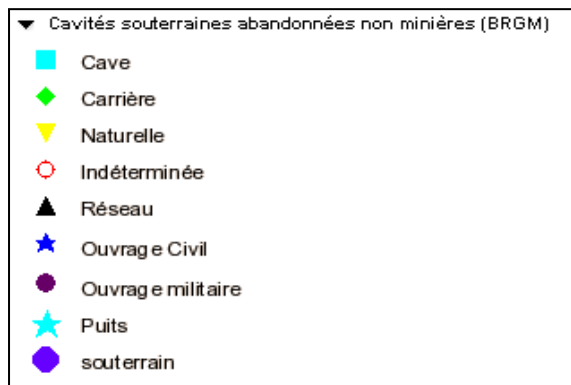 Cavités souterraines abandonnées non minières (BRGM)
Cave
Carrière
Naturelle
Indéterminée
Réseau
Ouvrage Civil
Ouvrage militaire
Puits
souterrain